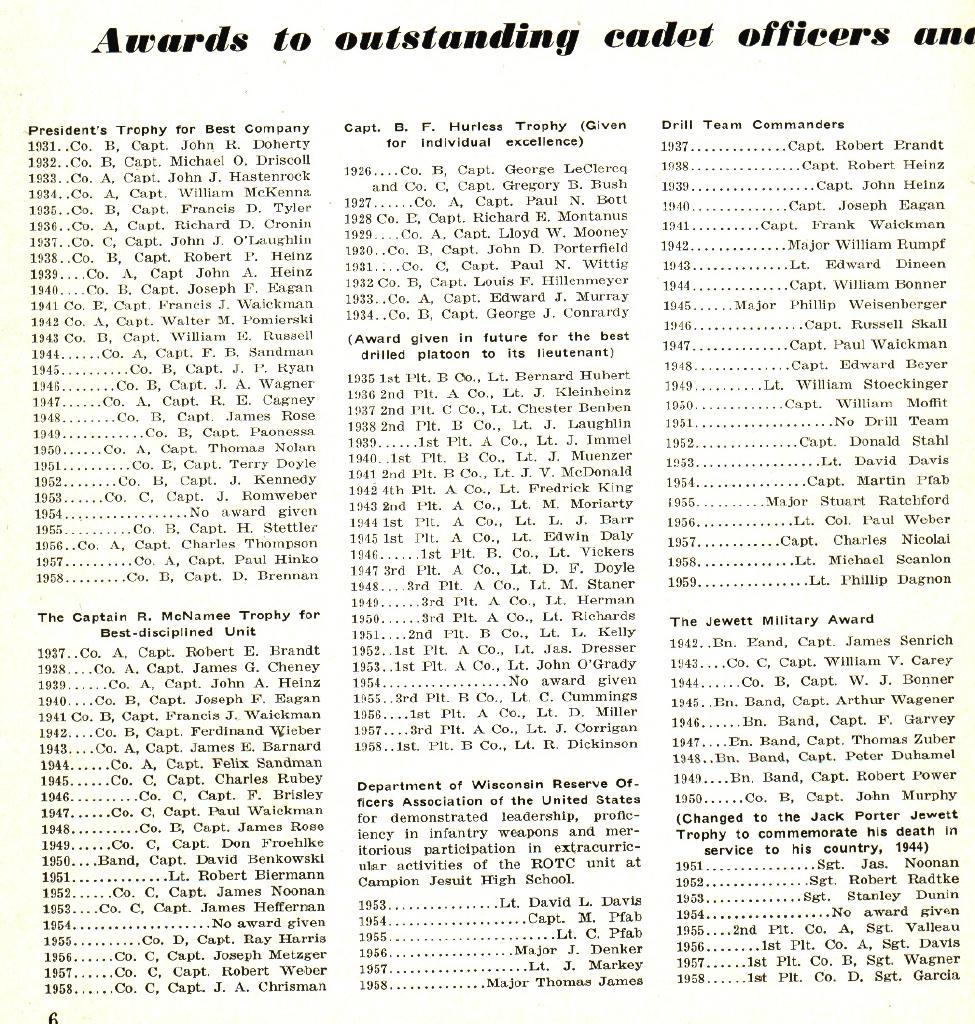 Awards to outstanding cadet officers and
President's Trophy for Best Company
1931..Co. B, Capt. John R. Doherty
1932..Co. B, Capt. Michael O. Driscoll
1933..Co. A, Capt. John J. Hastenrock
1934..Co. A, Capt. William McKenna
1935..Co. B, Capt. Francis D. Tyler
1936..Co. A, Capt. Richard D. Cronin
1937..Co. C, Capt. John J. O'Laughlin
1938..Co. B, Capt. Robert P. Heinz
1939....Co. A, Capt John A. Heinz
1940....Co. B, Capt. Joseph F. Eagan
1941 Co. B, Capt. Francis J. Waickman
1942 Co. A, Capt. Walter M. Pomierski
1943 Co. B, Capt. William E. Russell
1944......Co. A, Capt. F. B. Sandman
1945..........Co. B, Capt. J. P. Ryan
1946........Co. B, Capt. J. A. Wagner
1947......Co. A, Capt. R. E. Cagney
1948........Co. B, Capt. James Rose
1949............Co. B, Capt. Paonessa
1950......Co. A, Capt. Thomas Nolan
1951..........Co. B, Capt. Terry Doyle
1952........Co. B, Capt. J. Kennedy
1953......Co. C, Capt. J. Romweber
1954................No award given
1955..........Co. B, Capt. H. Stettler
1956..Co. A, Capt. Charles Thompson
1957..........Co. A, Capt. Paul Hinko
1958.........Co. B, Capt. D. Brennan
The Captain R. McNamee Trophy for
Best-disciplined Unit
1937..Co. A, Capt. Robert E. Brandt
1938....Co. A, Capt. James G. Cheney
1939......Co. A, Capt. John A. Heinz
1940....Co. B, Capt. Joseph F. Eagan
1941 Co. B, Capt. Francis J. Waickman
1942....Co. B, Capt. Ferdinand Wieber
1943....Co. A, Capt. James E. Barnard
1944......Co. A, Capt. Felix Sandman
1945......Co. C, Capt. Charles Rubey
1946..........Co. C, Capt. F. Brisley
1947......Co. C, Capt. Paul Waickman
1948..........Co. B, Capt. James Rose
1949......Co. C, Capt. Don Froehlke
1950....Band, Capt. David Benkowski
1951..............Lt. Robert Biermann
1952......Co. C, Capt. James Noonan
1953....Co. C, Capt. James Heffernan
1954....................No award given
1955..........Co. D, Capt. Ray Harris
1956......Co. C, Capt. Joseph Metzger
1957......Co. C, Capt. Robert Weber
1958......Co. C, Capt. J. A. Chrisman
6
Capt. B. F. Hurless Trophy (Given
for individual excellence)
1926....Co. B, Capt. George LeClercq
and Co. C, Capt. Gregory B. Bush
1927......Co. A, Capt. Paul N. Bott
1928 Co. B, Capt. Richard E. Montanus
1929....Co. A, Capt. Lloyd W. Mooney
1930..Co. B, Capt. John D. Porterfield
1931....Co. C, Capt. Paul N. Wittig
1932 Co. B, Capt. Louis F. Hillenmeyer
1933..Co. A, Capt. Edward J. Murray
1934..Co. B, Capt. George J. Conrardy
(Award given in future for the best
drilled platoon to its lieutenant)
1935 1st Plt. B Co., Lt. Bernard Hubert
1936 2nd Plt. A Co., Lt. J. Kleinheinz
1937 2nd Plt. C Co., Lt. Chester Benben
1938 2nd Plt. B Co., Lt. J. Laughlin
1939......1st Plt. A Co., Lt. J. Immel
1940..1st Plt. B Co., Lt. J. Muenzer
1941 2nd Plt. B Co., Lt. J. V. McDonald
1942 4th Plt. A Co., Lt. Fredrick King
1943 2nd Plt. A Co., Lt. M. Moriarty
1944 1st Plt. A Co., Lt. L. J. Barr
1945 1st Plt. A Co., Lt. Edwin Daly
1946......1st Plt. B. Co., Lt. Vickers
1947 3rd Plt. A Co., Lt. D. F. Doyle
1948....3rd Plt. A Co., Lt. M. Staner
1949......3rd Plt. A Co., Lt. Herman
1950......3rd Plt. A Co., Lt. Richards
1951....2nd Plt. B Co., Lt. L. Kelly
1952..1st Plt. A Co., Lt. Jas. Dresser
1953..1st Plt. A Co., Lt. John O'Grady
1954..................No award given
1955..3rd Plt. B Co., Lt. C. Cummings
1956....1st Plt. A Co., Lt. D. Miller
1957....3rd Plt. A Co., Lt. J. Corrigan
1958..1st. Plt. B Co., Lt. R. Dickinson
Department of Wisconsin Reserve Of-
ficers Association of the United States
for demonstrated leadership, profic-
iency in infantry weapons and mer-
itorious participation in extracurric-
ular activities of the ROTC unit at
Campion Jesuit High School.
1953................Lt. David L. Davis
1954....................Capt. M. Pfab
1955........................Lt. C. Pfab
1956..................Major J. Denker
1957....................Lt. J. Markey
1958..............Major Thomas James
Drill Team Commanders
1937..............Capt. Robert Brandt
1938................Capt. Robert Heinz
1939..................Capt. John Heinz
1940..............Capt. Joseph Eagan
1941..........Capt. Frank Waickman
1942..............Major William Rumpf
1943..............Lt. Edward Dineen
1944..............Capt. William Bonner
1945......Major Phillip Weisenberger
1946................Capt. Russell Skall
1947..............Capt. Paul Waickman
1948..............Capt. Edward Beyer
1949..........Lt. William Stoeckinger
1950.............Capt. William Moffit
1951....................No Drill Team
1952...............Capt. Donald Stahl
1953..................Lt. David Davis
1954................Capt. Martin Pfab
1955..........Major Stuart Ratchford
1956..............Lt. Col. Paul Weber
1957............Capt. Charles Nicolai
1958..............Lt. Michael Scanlon
1959................Lt. Phillip Dagnon
The Jewett Military Award
1942..Bn. Band, Capt. James Senrich
1943....Co. C, Capt. William V. Carey
1944......Co. B, Capt. W. J. Bonner
1945..Bn. Band, Capt. Arthur Wagener
1946......Bn. Band, Capt. F. Garvey
1947....Bn. Band, Capt. Thomas Zuber
1948..Bn. Band, Capt. Peter Duhamel
1949....Bn. Band, Capt. Robert Power
1950......Co. B, Capt. John Murphy
(Changed to the Jack Porter Jewett
Trophy to commemorate his death in
service to his country, 1944)
1951................Sgt. Jas. Noonan
1952...............Sgt. Robert Radtke
1953..............Sgt. Stanley Dunin
1954..................No award given
1955....2nd Plt. Co. A, Sgt. Valleau
1956........1st Plt. Co. A, Sgt. Davis
1957......1st Plt. Co. B, Sgt. Wagner
1958......1st Plt. Co. D, Sgt. Garcia